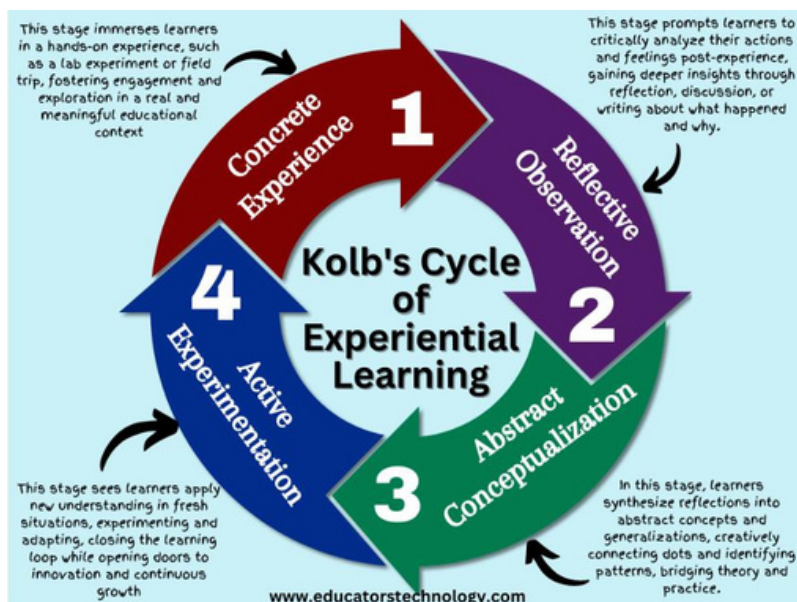 This stage immerses learners
in a hands-on experience, such
as a lab experiment or field
trip, fostering engagement and
exploration in a real and
meaningful educational
context
This stage prompts learners to
critically analyze their actions
and feelings post-experience,
gaining deeper insights through
reflection, discussion, or
writing about what happened
and why.
Concrete
Experience
1
Reflective
Observation
2
Kolb's Cycle
of
Experiential
Learning
4
Active
Experimentation
3
Abstract
Conceptualization
This stage sees learners apply
new understanding in fresh
situations, experimenting and
adapting, closing the learning
loop while opening doors to
innovation and continuous
growth
In this stage, learners
synthesize reflections into
abstract concepts and
generalizations, creatively
connecting dots and identifying
patterns, bridging theory and
practice.
www.educatorstechnology.com